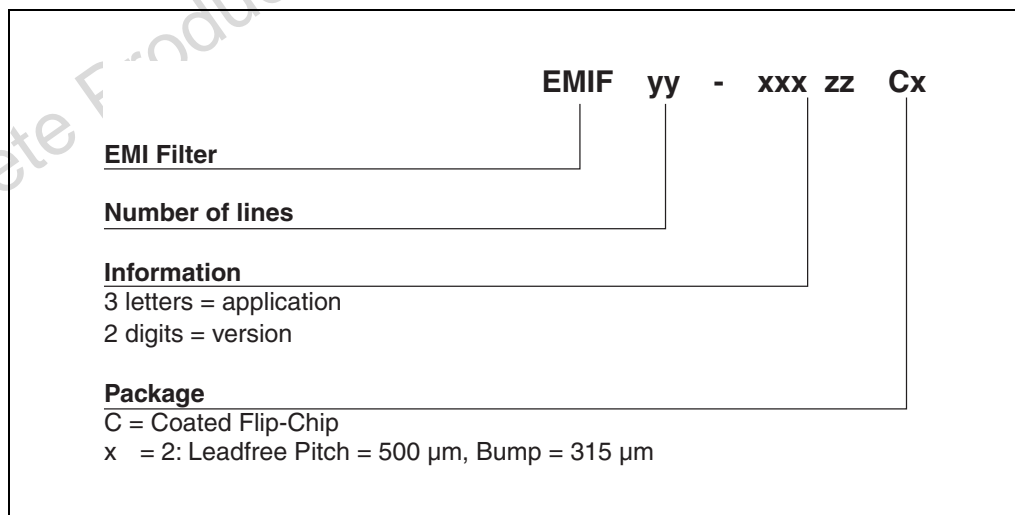 EMIF yy - xxx zz Cx
EMI Filter
Number of lines
Information
3 letters = application
2 digits = version
Package
C = Coated Flip-Chip
x = 2: Leadfree Pitch = 500 µm, Bump = 315 µm